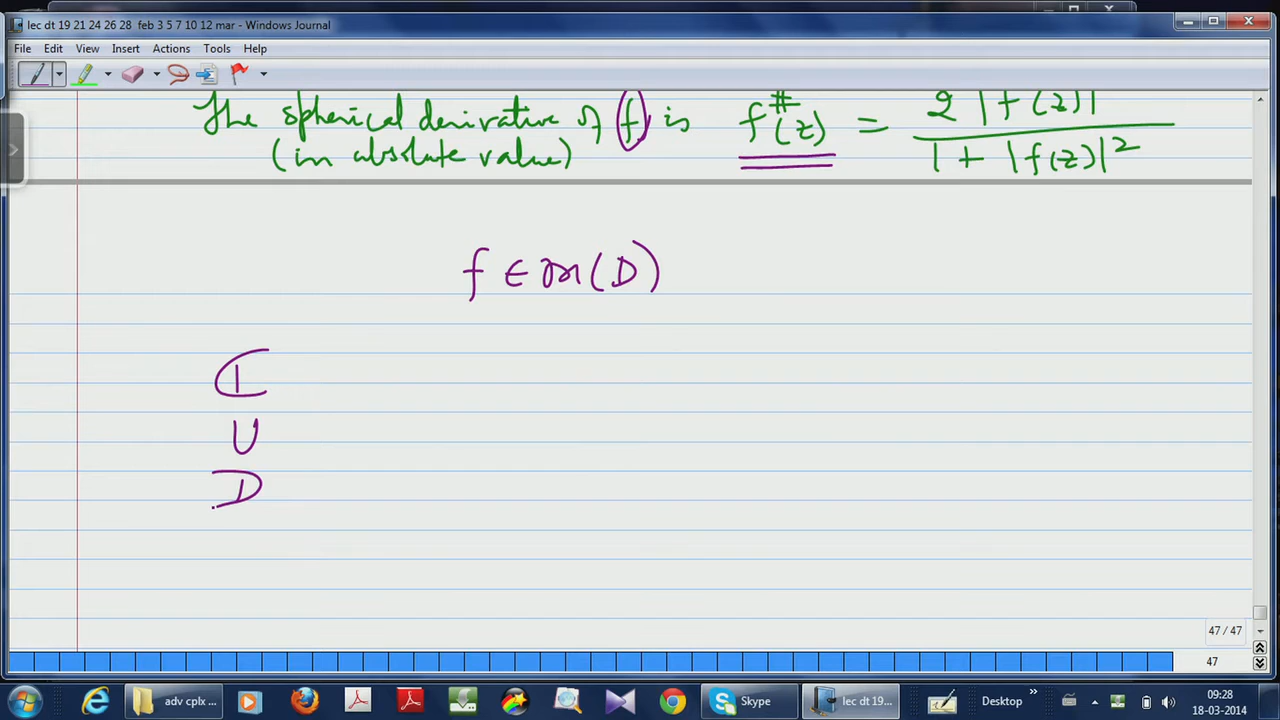 lec dt 19 21 24 26 28 feb 3 5 7 10 12 mar - Windows Journal
File Edit View Insert Actions Tools Help
The spherical derivative of f is f#(z) = 2 |f(z)| / 1 + |f(z)|²
(in absolute value)
f ∈ m(D)
ℂ
U
D
47 / 47
47
adv cplx ... Skype lec dt 19... Desktop 09:28
18-03-2014